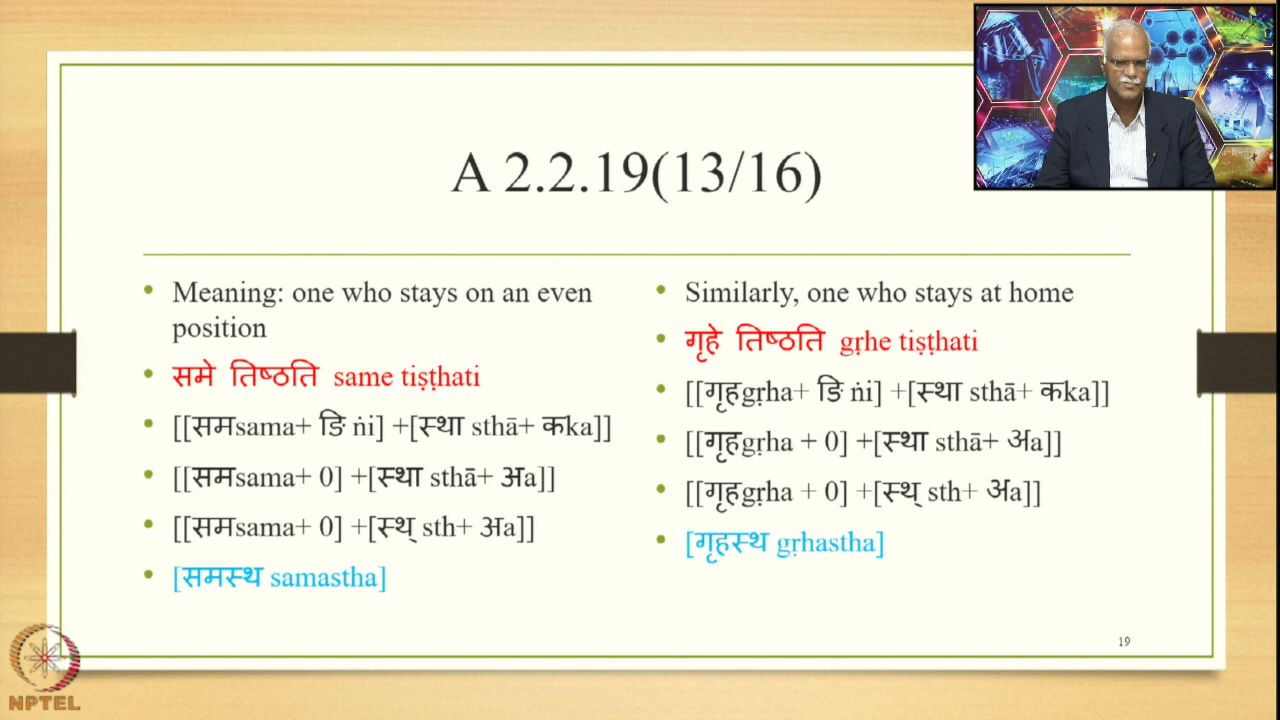 A 2.2.19(13/16)
• Meaning: one who stays on an even
position
• समे तिष्ठति same tiṣṭhati
• [[समsama+ ङि ṅi] +[स्था sthā+ कka]]
• [[समsama+ 0] +[स्था sthā+ अa]]
• [[समsama+ 0] +[स्थ् sth+ अa]]
• [समस्थ samastha]
• Similarly, one who stays at home
• गृहे तिष्ठति gṛhe tiṣṭhati
• [[गृहgṛha+ ङि ṅi] +[स्था sthā+ कka]]
• [[गृहgṛha + 0] +[स्था sthā+ अa]]
• [[गृहgṛha + 0] +[स्थ् sth+ अa]]
• [गृहस्थ gṛhastha]
19
NPTEL